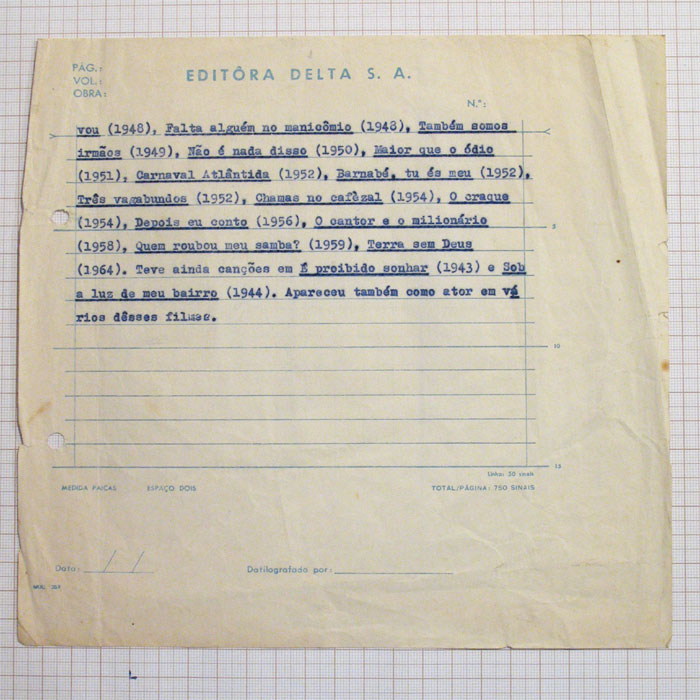 PÁG.:
VOL.:
OBRA:
EDITÔRA DELTA S. A.
N.º:
vou (1948), Falta alguém no manicômio (1948), Também somos
irmãos (1949), Não é nada disso (1950), Maior que o ódio
(1951), Carnaval Atlântida (1952), Barnabé, tu és meu (1952),
Três vagabundos (1952), Chamas no cafèzal (1954), O craque
(1954), Depois eu conto (1956), O cantor e o milionário
5
(1958), Quem roubou meu samba? (1959), Terra sem Deus
(1964). Teve ainda canções em É proibido sonhar (1943) e Sob
a luz de meu bairro (1944). Apareceu também como ator em vá
rios dêsses filmes.
10
15
Linha: 50 sinais
MEDIDA PAICAS ESPAÇO DOIS TOTAL/PÁGINA: 750 SINAIS
Data: / / Datilografado por: